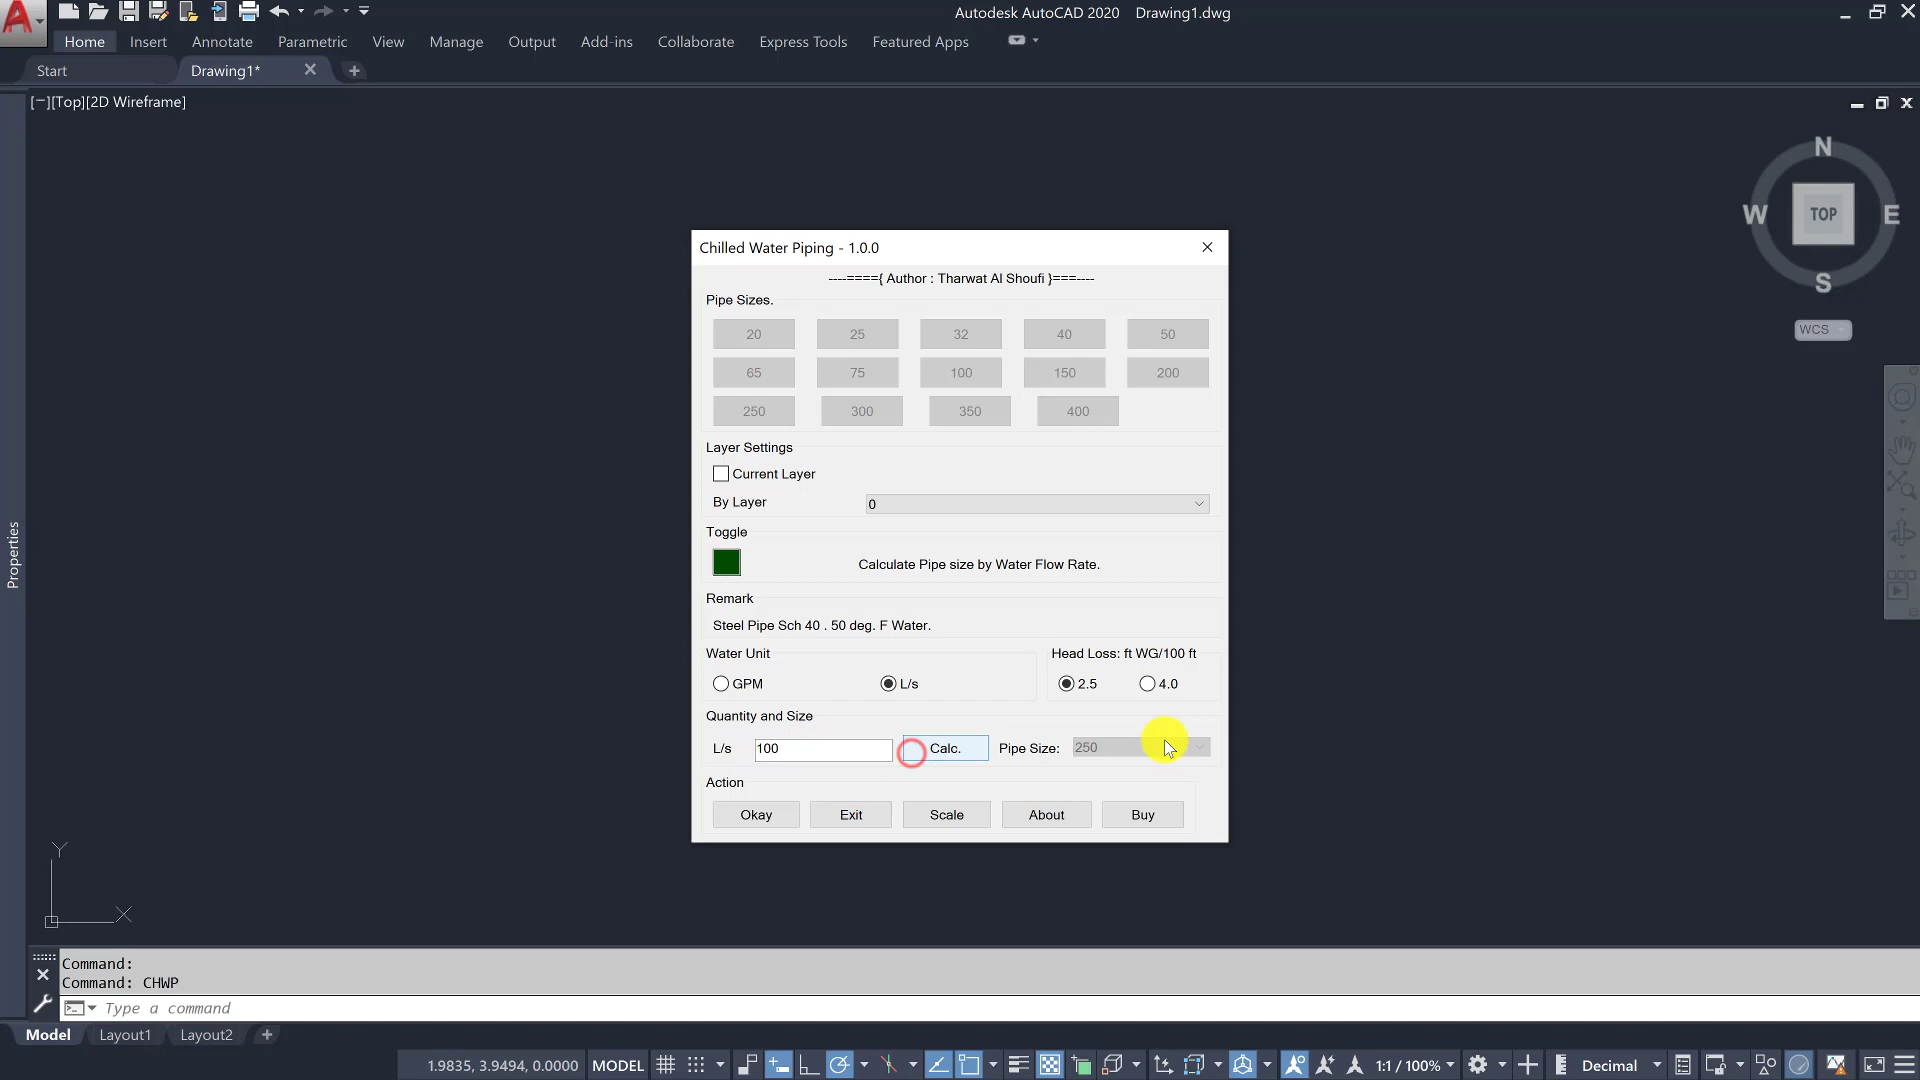 Autodesk AutoCAD 2020 Drawing1.dwg
Home Insert Annotate Parametric View Manage Output Add-ins Collaborate Express Tools Featured Apps
Start Drawing1*
[−][Top][2D Wireframe]
N
W TOP E
S
WCS
Properties
Chilled Water Piping - 1.0.0
----===={ Author : Tharwat Al Shoufi }===----
Pipe Sizes.
20 25 32 40 50
65 75 100 150 200
250 300 350 400
Layer Settings
Current Layer
By Layer 0
Toggle
Calculate Pipe size by Water Flow Rate.
Remark
Steel Pipe Sch 40 . 50 deg. F Water.
Water Unit Head Loss: ft WG/100 ft
GPM L/s 2.5 4.0
Quantity and Size
L/s 100 Calc. Pipe Size: 250
Action
Okay Exit Scale About Buy
Y
X
Command:
Command: CHWP
Type a command
Model Layout1 Layout2
1.9835, 3.9494, 0.0000 MODEL 1:1 / 100% Decimal